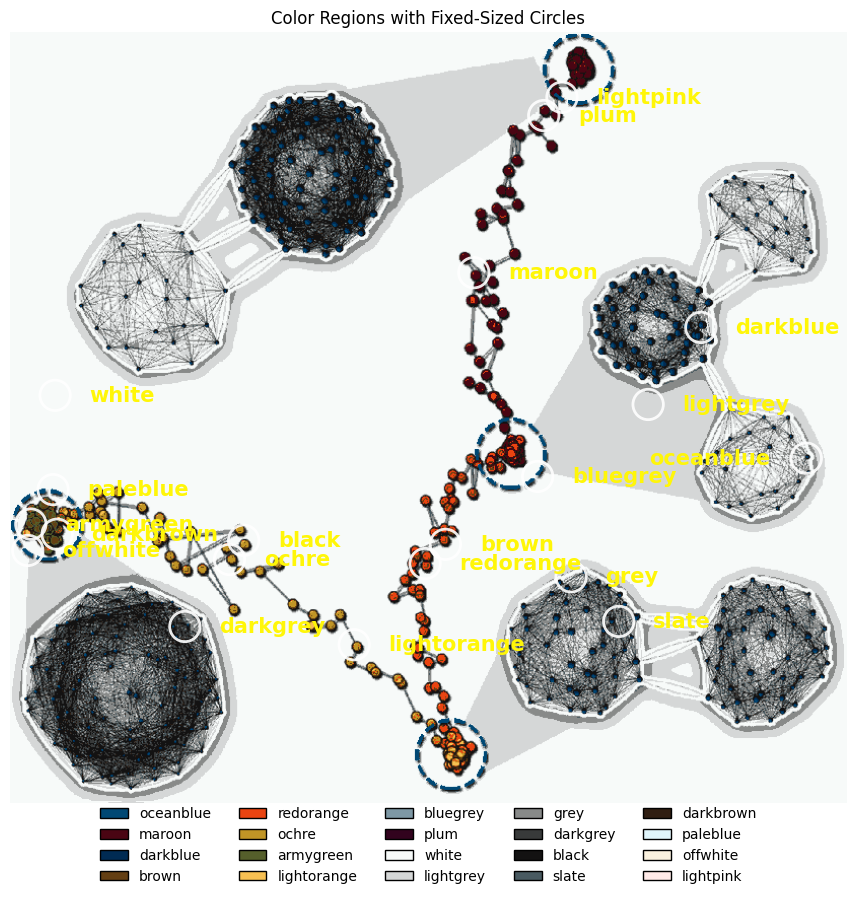 Color Regions with Fixed-Sized Circles
lightpink
plum
maroon
darkblue
white
lightgrey
oceanblue
bluegrey
paleblue
armygreen
darkbrown
offwhite
black
ochre
brown
redorange
grey
slate
darkgrey
lightorange
oceanblue redorange bluegrey grey darkbrown
maroon ochre plum darkgrey paleblue
darkblue armygreen white black offwhite
brown lightorange lightgrey slate lightpink